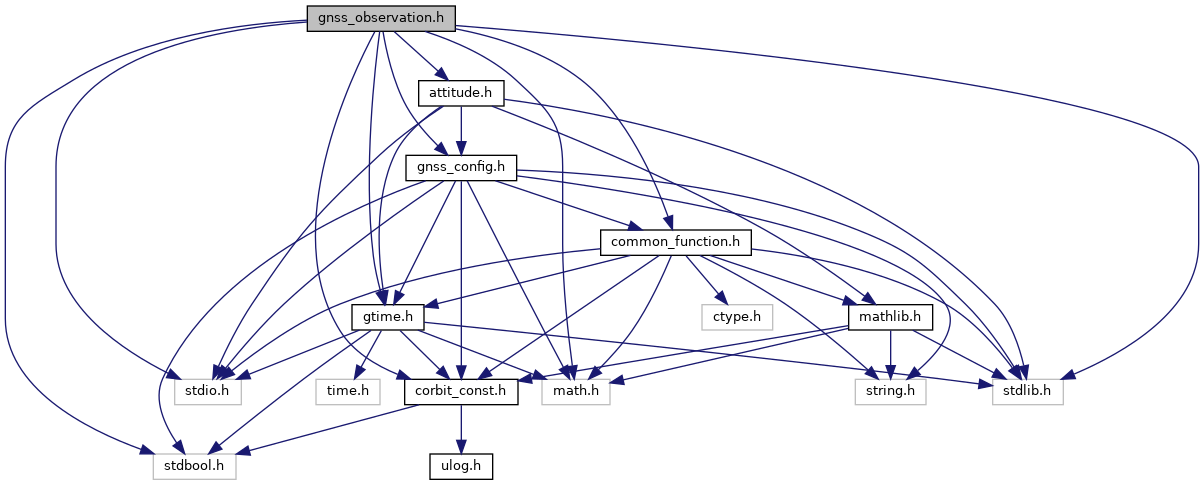 gnss_observation.h
attitude.h
gnss_config.h
common_function.h
gtime.h
ctype.h
mathlib.h
stdio.h
time.h
corbit_const.h
math.h
string.h
stdlib.h
stdbool.h
ulog.h